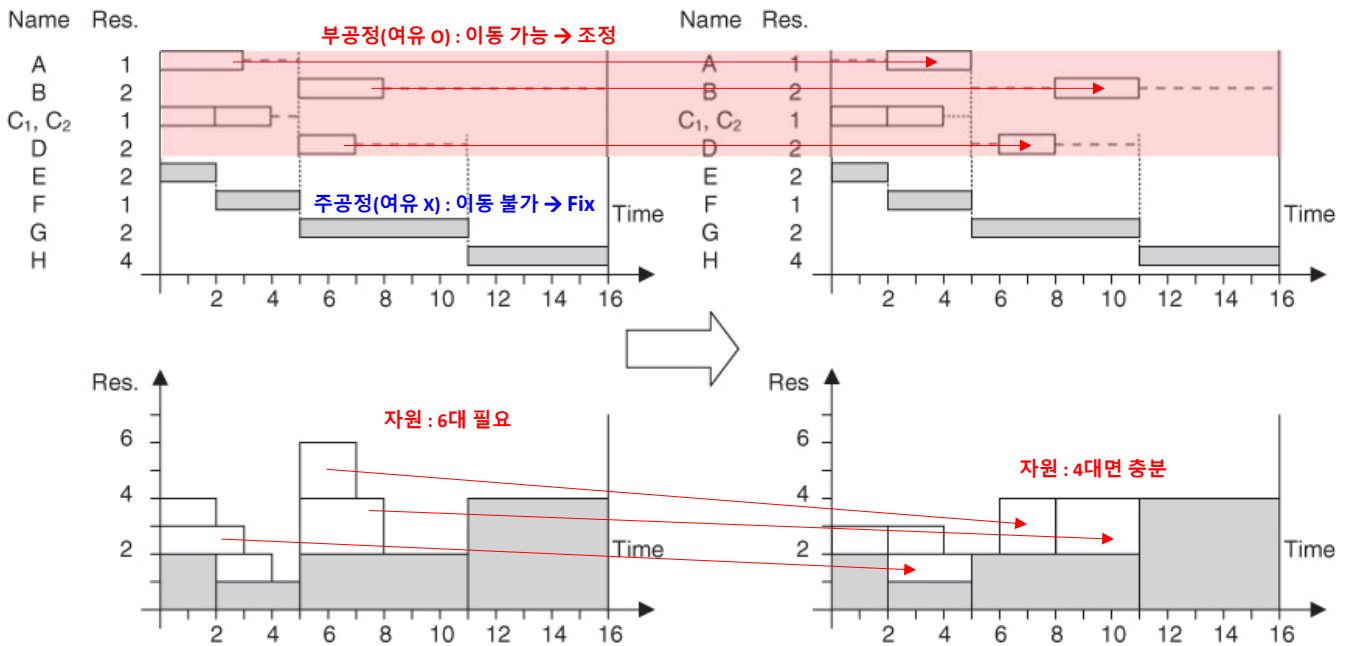 Name Res.
부공정(여유 O) : 이동 가능 → 조정
A 1
B 2
C₁, C₂ 1
D 2
E 2
F 1
G 2
H 4
주공정(여유 X) : 이동 불가 → Fix
Time
2 4 6 8 10 12 14 16
Name Res.
A 1
B 2
C₁, C₂ 1
D 2
E 2
F 1
G 2
H 4
Time
2 4 6 8 10 12 14 16
Res.
자원 : 6대 필요
6
4
2
Time
2 4 6 8 10 12 14 16
Res
자원 : 4대면 충분
6
4
2
Time
2 4 6 8 10 12 14 16